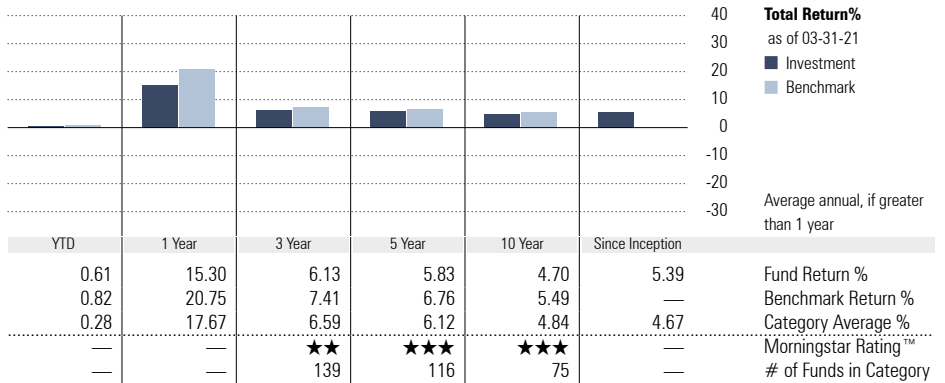 40
30
20
10
0
-10
-20
-30
Total Return%
as of 03-31-21
Investment
Benchmark
Average annual, if greater
than 1 year
YTD 1 Year 3 Year 5 Year 10 Year Since Inception
0.61 15.30 6.13 5.83 4.70 5.39 Fund Return %
0.82 20.75 7.41 6.76 5.49 — Benchmark Return %
0.28 17.67 6.59 6.12 4.84 4.67 Category Average %
— — ★★ ★★★ ★★★ — Morningstar Rating™
— — 139 116 75 — # of Funds in Category